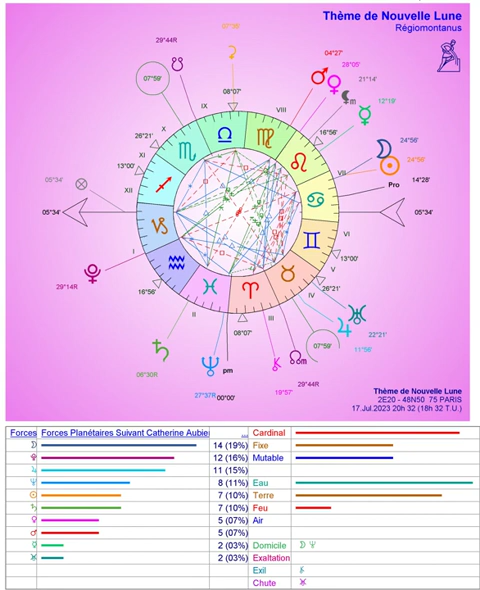 Thème de Nouvelle Lune
Régiomontanus
29°44R
04°27'
28°05'
21°14'
07°59'
08°07'
12°19'
IX
VIII
X
26°21'
16°56'
24°56'
XI
24°56'
13°00'
VII
Pro
14°28'
05°34'
XII
05°34'
05°34'
I
VI
13°00'
29°14R
V
16°56'
26°21'
IV
II
III
22°21'
08°07'
11°58'
07°59'
06°30R
pm
29°44R
27°37R
00°00'
19°57'
Thème de Nouvelle Lune
2E20 - 48N50 75 PARIS
17.Jul.2023 20h 32 (18h 32 T.U.)
Forces Forces Planétaires Suivant Catherine Aubier
Cardinal
14 (19%) Fixe
12 (16%) Mutable
11 (15%)
8 (11%) Eau
7 (10%) Terre
7 (10%) Feu
5 (07%) Air
5 (07%)
2 (03%) Domicile
2 (03%) Exaltation
Exil
Chute